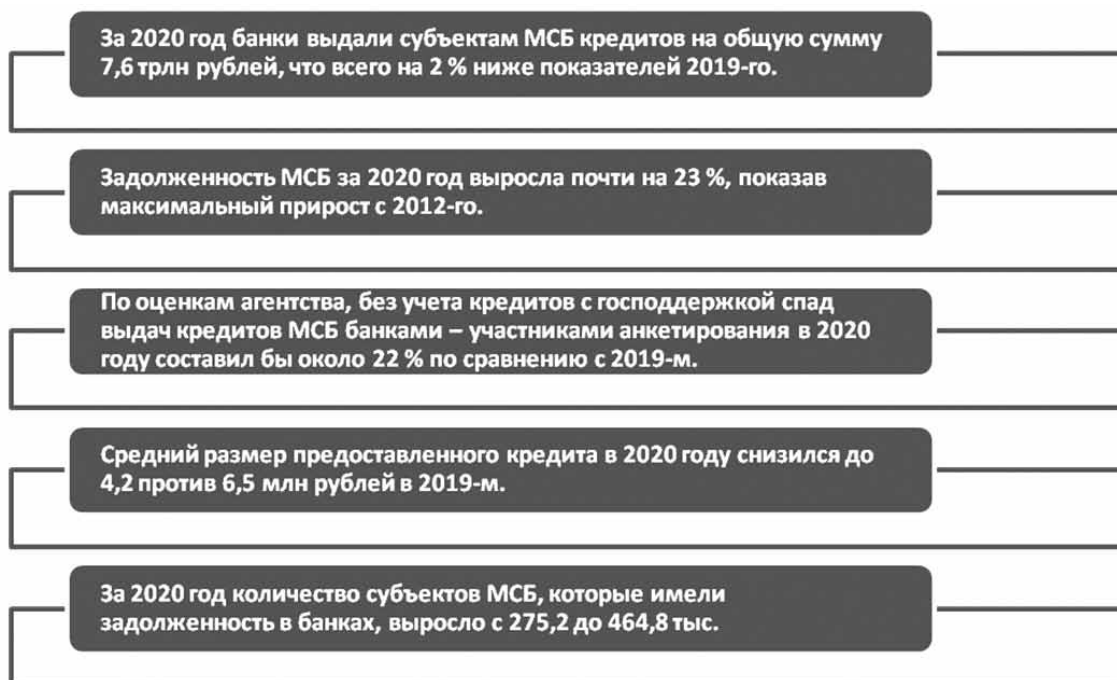 За 2020 год банки выдали субъектам МСБ кредитов на общую сумму
7,6 трлн рублей, что всего на 2 % ниже показателей 2019-го.
Задолженность МСБ за 2020 год выросла почти на 23 %, показав
максимальный прирост с 2012-го.
По оценкам агентства, без учета кредитов с господдержкой спад
выдач кредитов МСБ банками – участниками анкетирования в 2020
году составил бы около 22 % по сравнению с 2019-м.
Средний размер предоставленного кредита в 2020 году снизился до
4,2 против 6,5 млн рублей в 2019-м.
За 2020 год количество субъектов МСБ, которые имели
задолженность в банках, выросло с 275,2 до 464,8 тыс.